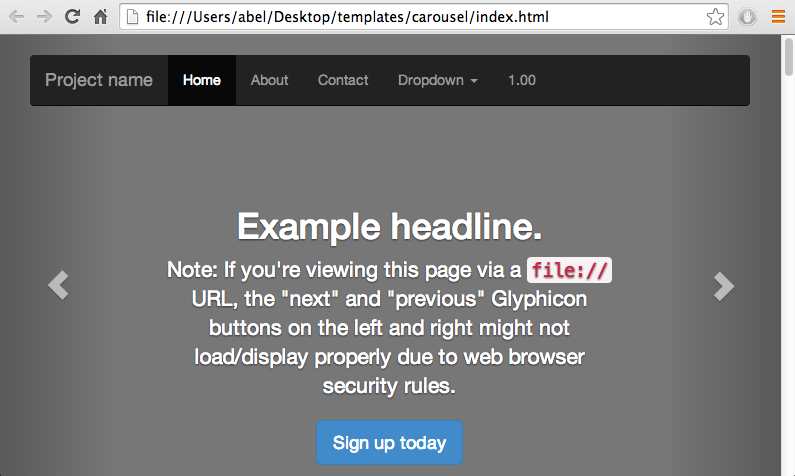 file:///Users/abel/Desktop/templates/carousel/index.html
Project name Home About Contact Dropdown 1.00
Example headline.
Note: If you're viewing this page via a file://
URL, the "next" and "previous" Glyphicon
buttons on the left and right might not
load/display properly due to web browser
security rules.
Sign up today